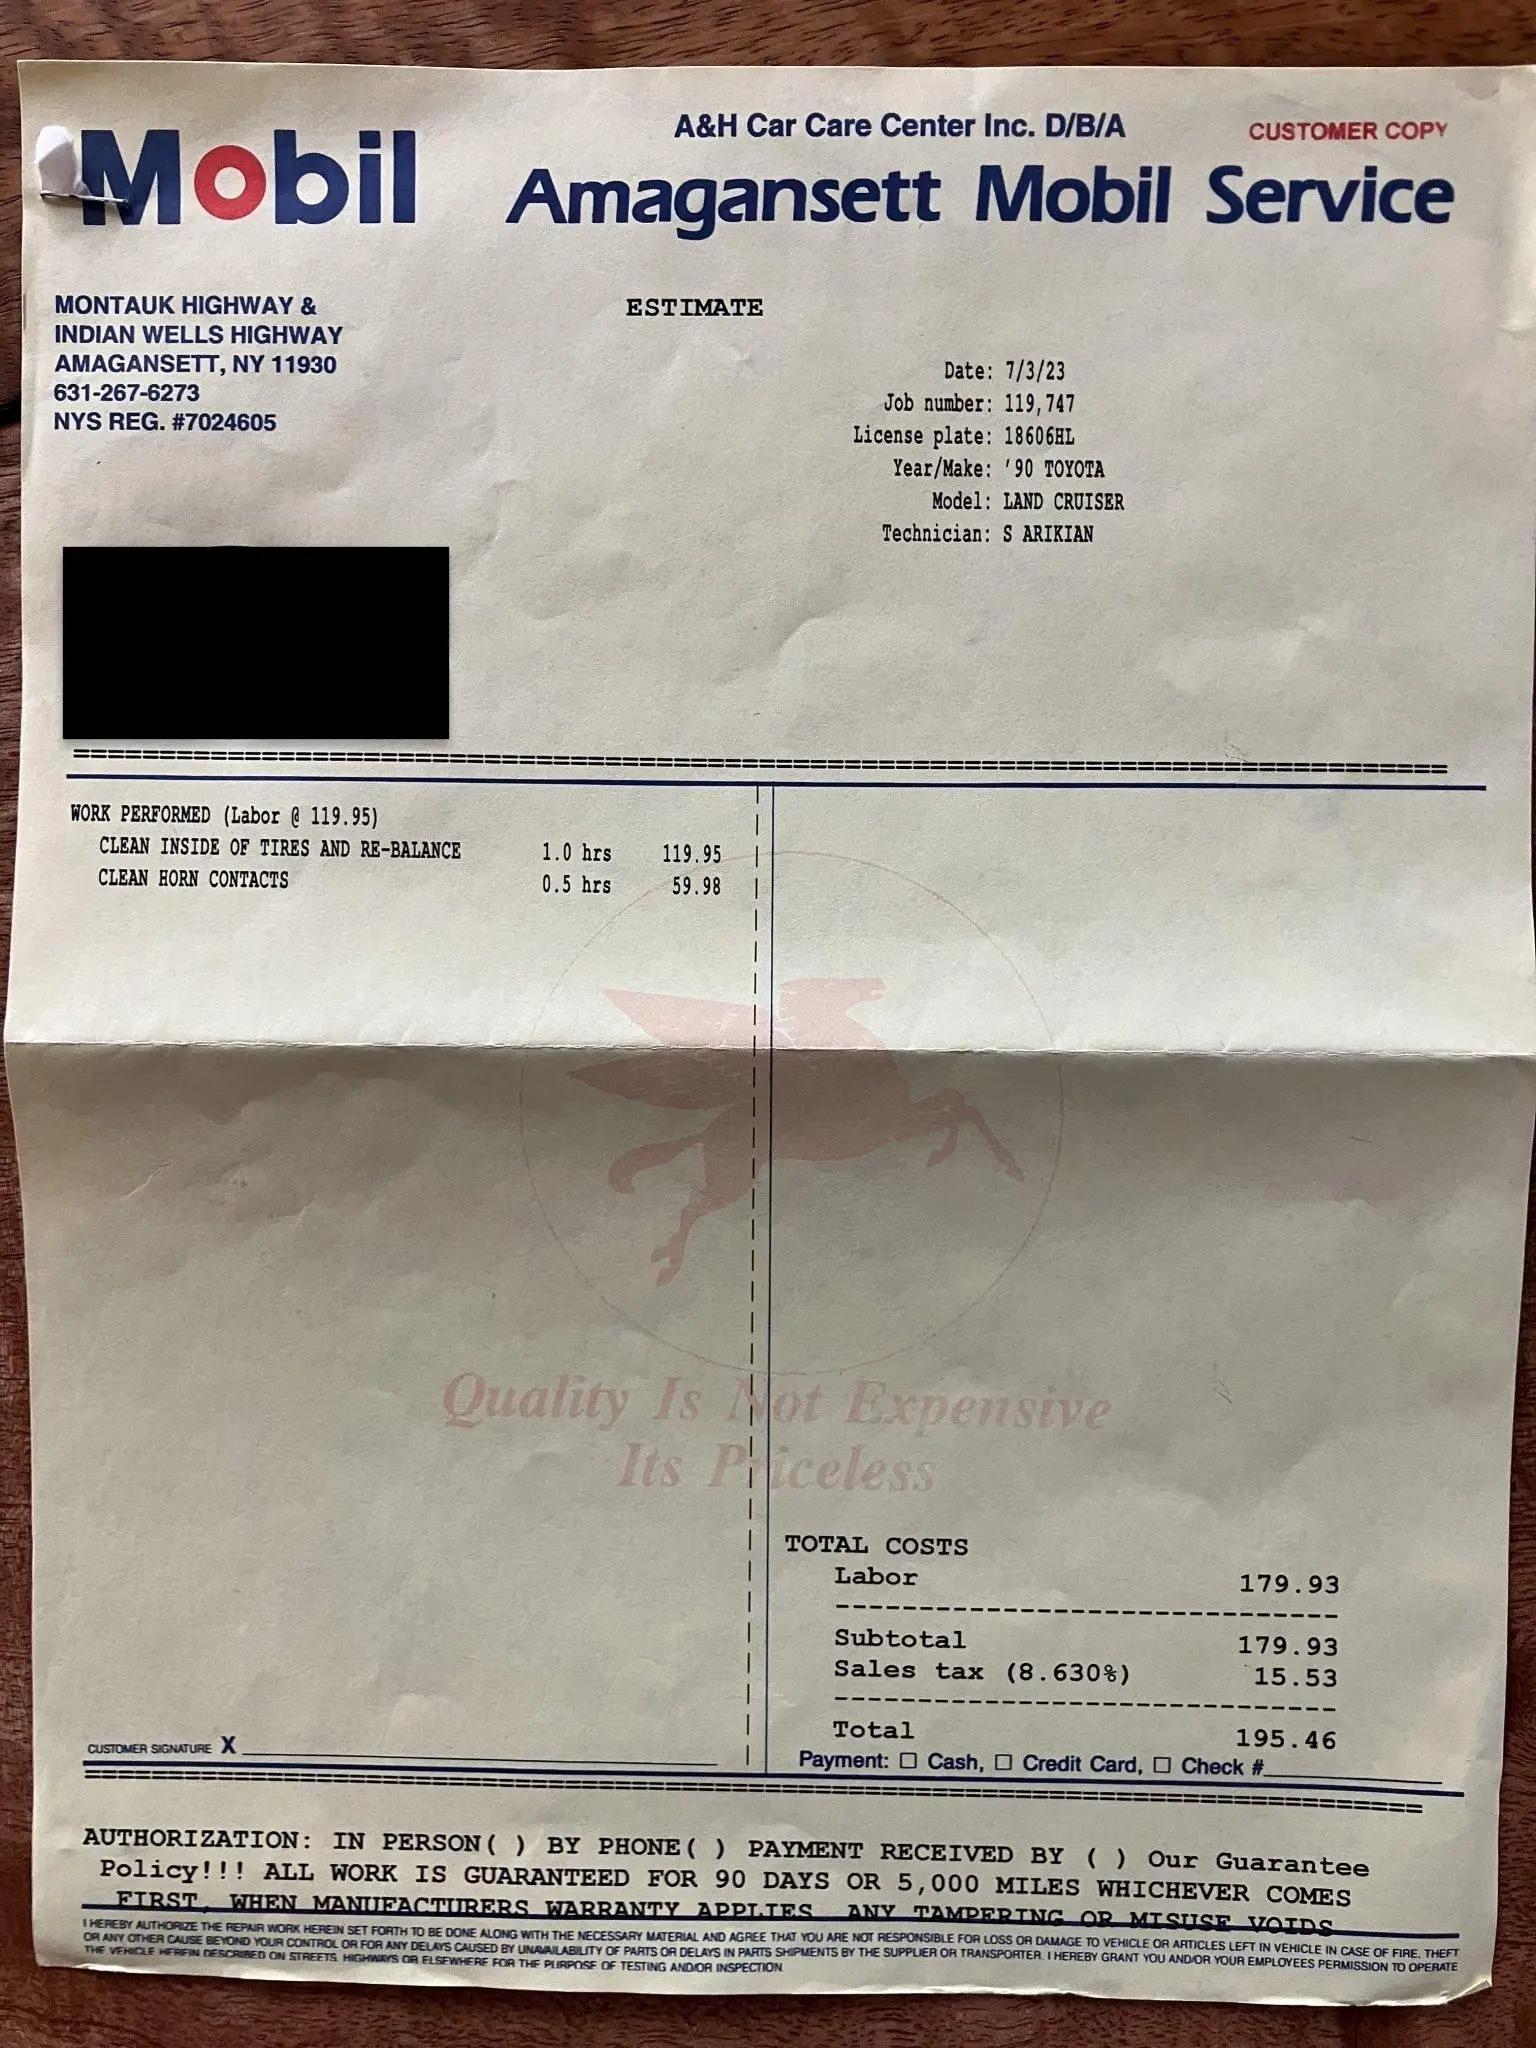 Mobil
A&H Car Care Center Inc. D/B/A
CUSTOMER COPY
Amagansett Mobil Service
MONTAUK HIGHWAY &
INDIAN WELLS HIGHWAY
AMAGANSETT, NY 11930
631-267-6273
NYS REG. #7024605
ESTIMATE
Date: 7/3/23
Job number: 119,747
License plate: 18606HL
Year/Make: '90 TOYOTA
Model: LAND CRUISER
Technician: S ARIKIAN
WORK PERFORMED (Labor @ 119.95)
CLEAN INSIDE OF TIRES AND RE-BALANCE 1.0 hrs 119.95
CLEAN HORN CONTACTS 0.5 hrs 59.98
Quality Is Not Expensive
Its Priceless
TOTAL COSTS
Labor 179.93
Subtotal 179.93
Sales tax (8.630%) 15.53
Total 195.46
Payment: ☐ Cash, ☐ Credit Card, ☐ Check #
CUSTOMER SIGNATURE X
AUTHORIZATION: IN PERSON( ) BY PHONE( ) PAYMENT RECEIVED BY ( ) Our Guarantee
Policy!!! ALL WORK IS GUARANTEED FOR 90 DAYS OR 5,000 MILES WHICHEVER COMES
FIRST, WHEN MANUFACTURERS WARRANTY APPLIES ANY TAMPERING OR MISUSE VOIDS
I HEREBY AUTHORIZE THE REPAIR WORK HEREIN SET FORTH TO BE DONE ALONG WITH THE NECESSARY MATERIAL AND AGREE THAT YOU ARE NOT RESPONSIBLE FOR LOSS OR DAMAGE TO VEHICLE OR ARTICLES LEFT IN VEHICLE IN CASE OF FIRE, THEFT
OR ANY OTHER CAUSE BEYOND YOUR CONTROL OR FOR ANY DELAYS CAUSED BY UNAVAILABILITY OF PARTS OR DELAYS IN PARTS SHIPMENTS BY THE SUPPLIER OR TRANSPORTER. I HEREBY GRANT YOU AND/OR YOUR EMPLOYEES PERMISSION TO OPERATE
THE VEHICLE HEREIN DESCRIBED ON STREETS, HIGHWAYS OR ELSEWHERE FOR THE PURPOSE OF TESTING AND/OR INSPECTION